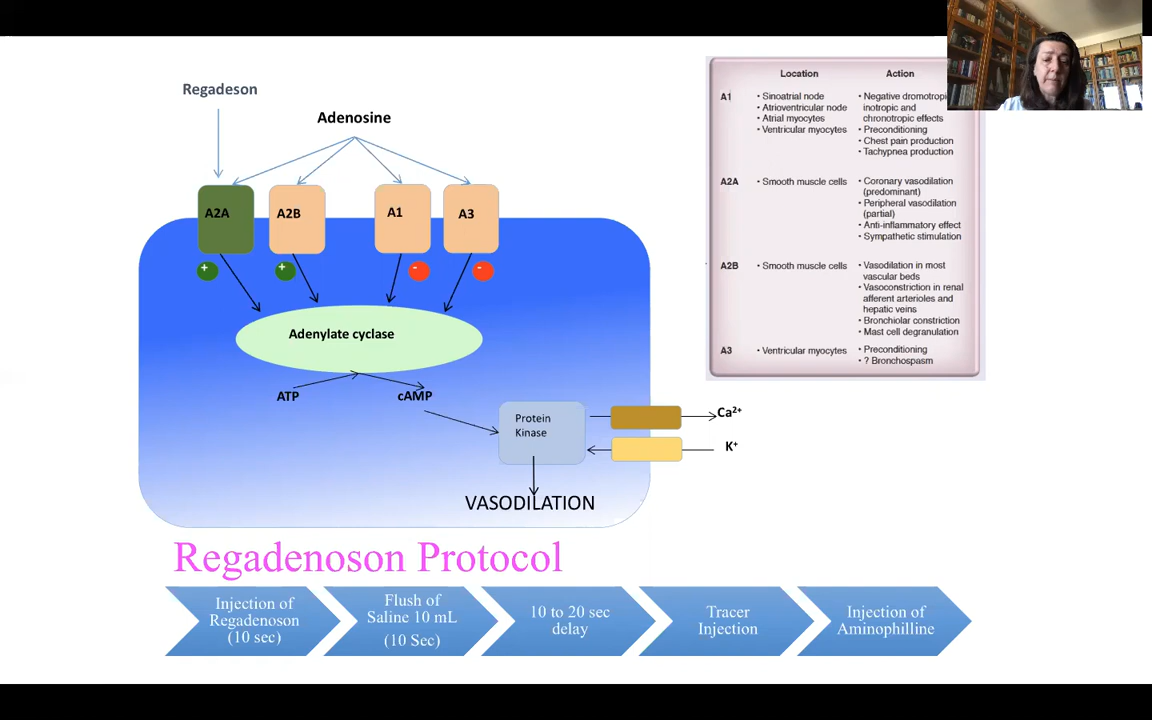 Regadeson
Adenosine
A2A
A2B
A1
A3
+
+
-
-
Adenylate cyclase
ATP
cAMP
Protein
Kinase
Ca2+
K+
VASODILATION
Location
Action
A1
• Sinoatrial node
• Atrioventricular node
• Atrial myocytes
• Ventricular myocytes
• Negative
inotropic and
chronotropic effects
• Preconditioning
• Chest pain production
• Tachypnea production
A2A
• Smooth muscle cells
• Coronary vasodilation
(predominant)
• Peripheral vasodilation
(partial)
• Anti-inflammatory effect
• Sympathetic stimulation
A2B
• Smooth muscle cells
• Vasodilation in most
vascular beds
• Vasoconstriction in renal
afferent arterioles and
hepatic veins
• Bronchiolar constriction
• Mast cell degranulation
A3
• Ventricular myocytes
• Preconditioning
• ? Bronchospasm
Regadenoson Protocol
Injection of
Regadenoson
(10 sec)
Flush of
Saline 10 mL
(10 Sec)
10 to 20 sec
delay
Tracer
Injection
Injection of
Aminophilline